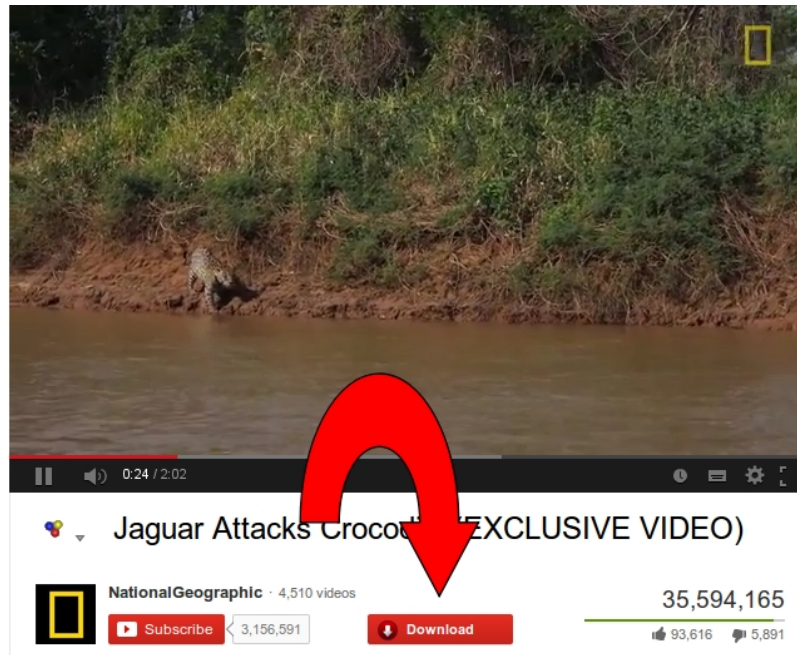 0:24 / 2:02
Jaguar Attacks Crocod EXCLUSIVE VIDEO)
NationalGeographic · 4,510 videos
35,594,165
Subscribe 3,156,591
Download
93,616 5,891